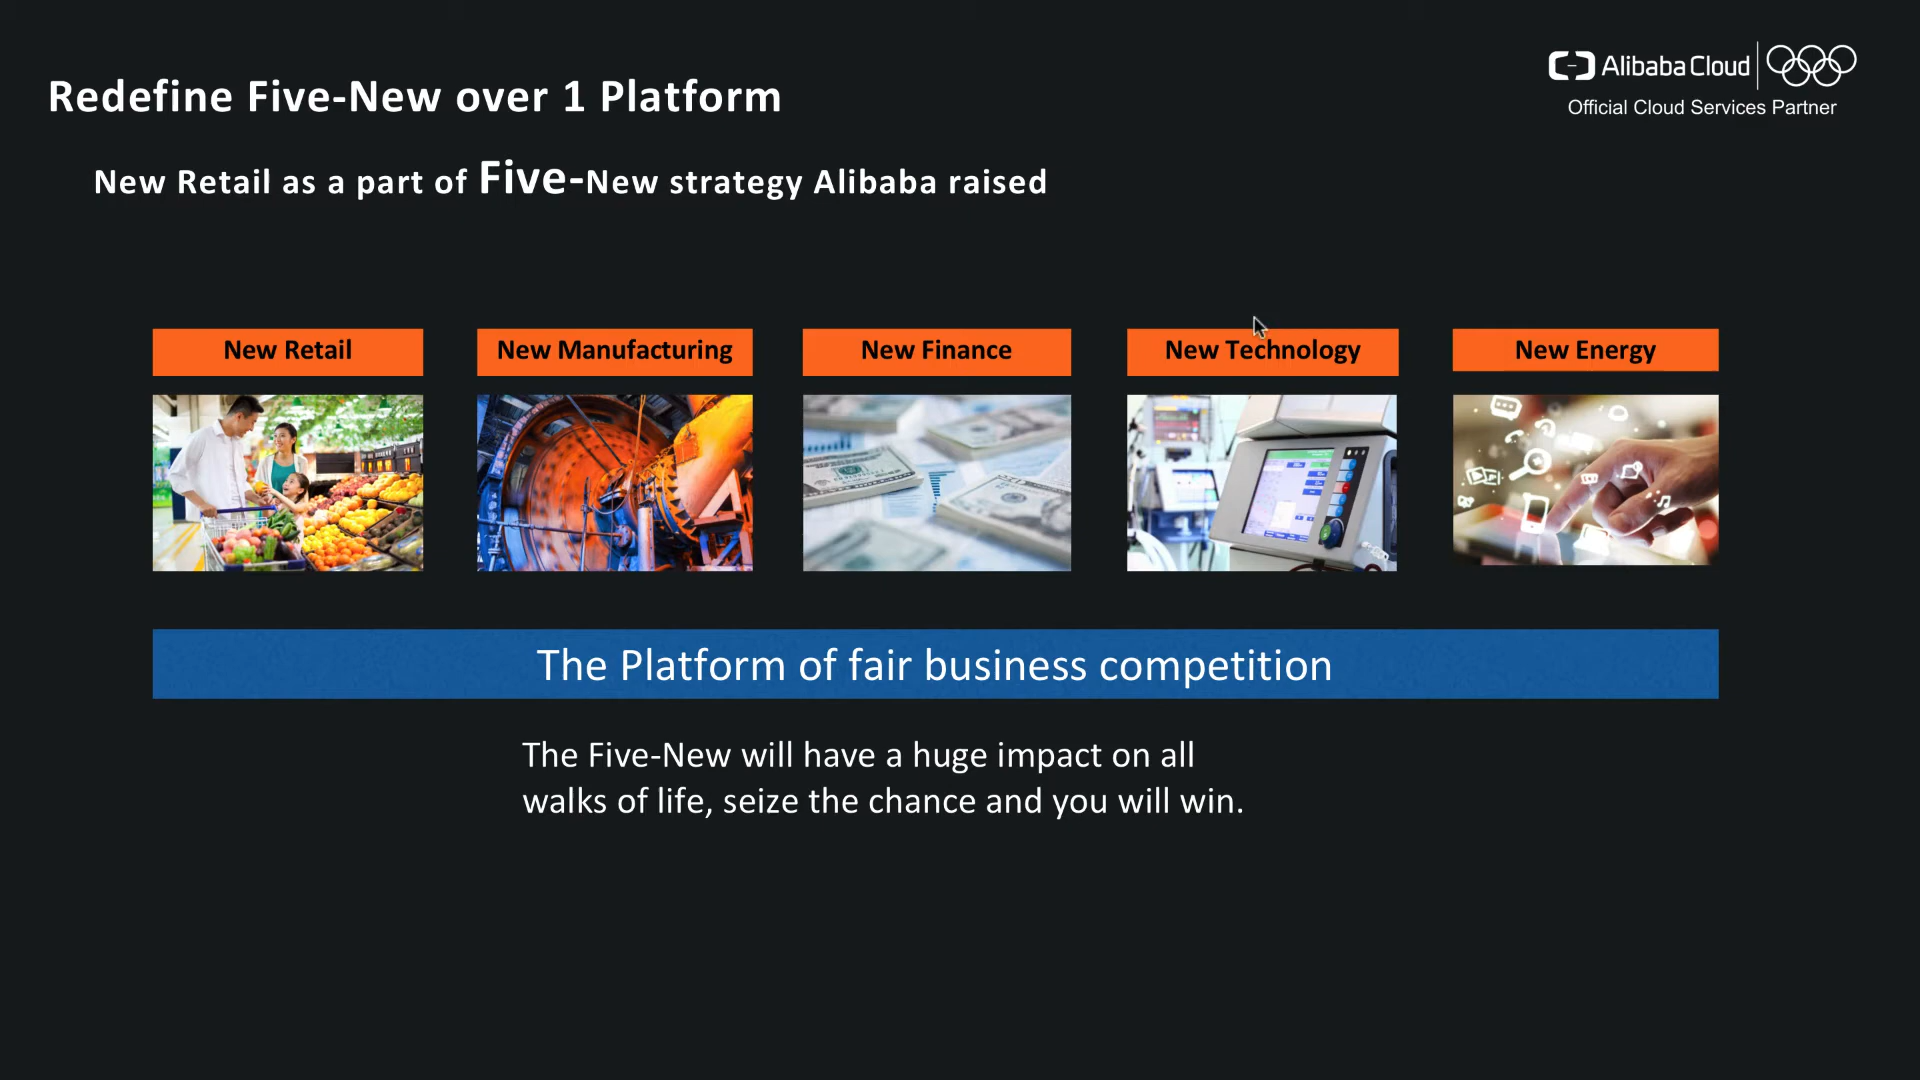 Redefine Five-New over 1 Platform
Alibaba Cloud
Official Cloud Services Partner
New Retail as a part of Five-New strategy Alibaba raised
New Retail
New Manufacturing
New Finance
New Technology
New Energy
The Platform of fair business competition
The Five-New will have a huge impact on all
walks of life, seize the chance and you will win.